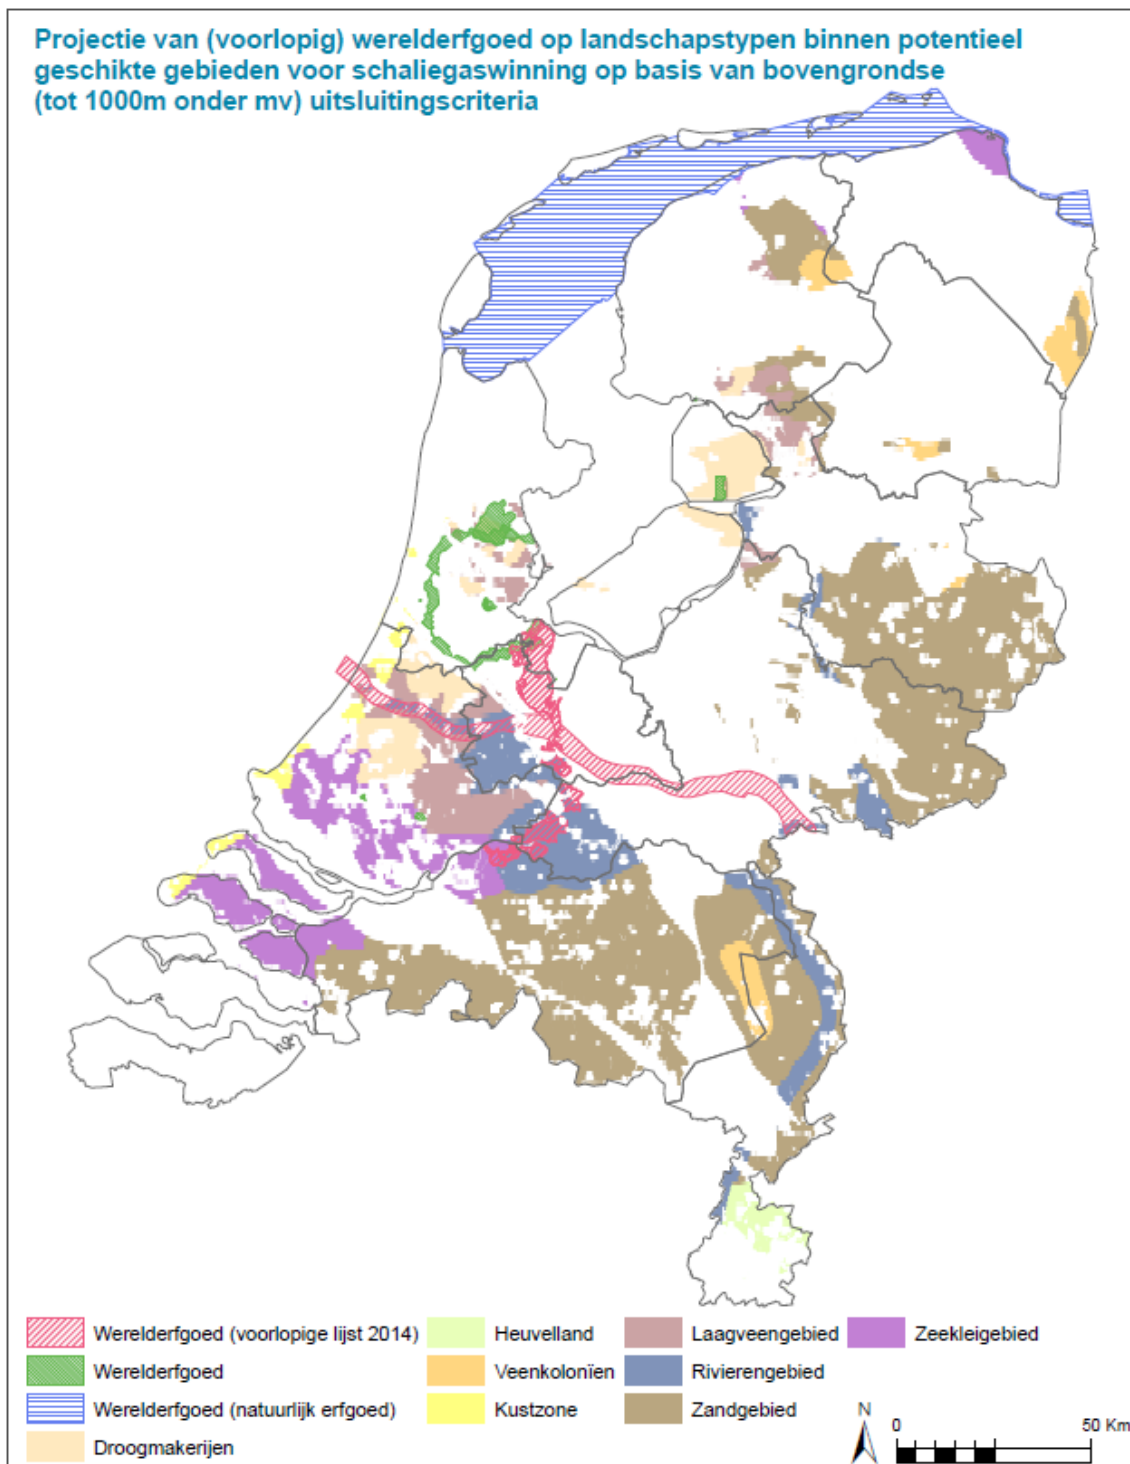 Projectie van (voorlopig) werelderfgoed op landschapstypen binnen potentieel
geschikte gebieden voor schaliegaswinning op basis van bovengrondse
(tot 1000m onder mv) uitsluitingscriteria
Werelderfgoed (voorlopige lijst 2014)
Heuvelland
Laagveengebied
Zeekleigebied
Werelderfgoed
Veenkolonïen
Rivierengebied
Werelderfgoed (natuurlijk erfgoed)
Kustzone
Zandgebied
Droogmakerijen
N
0
50 Km